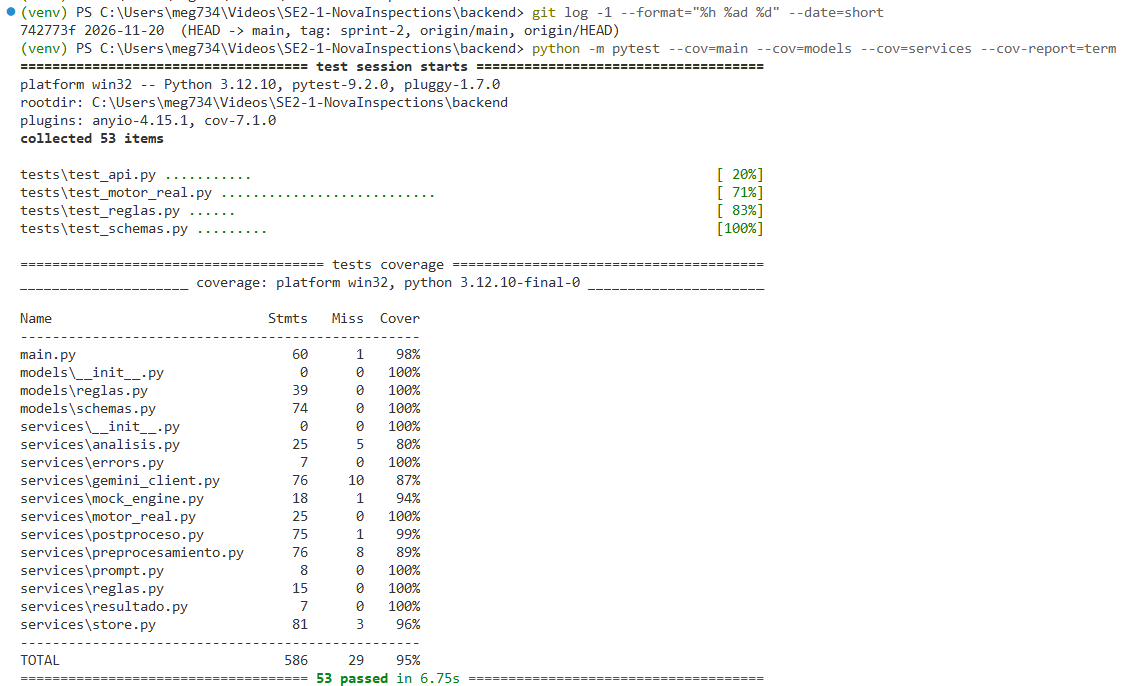 (venv) PS C:\Users\meg734\Videos\SE2-1-NovaInspections\backend> git log -1 --format="%h %ad %d" --date=short
742773f 2026-11-20  (HEAD -> main, tag: sprint-2, origin/main, origin/HEAD)
(venv) PS C:\Users\meg734\Videos\SE2-1-NovaInspections\backend> python -m pytest --cov=main --cov=models --cov=services --cov-report=term
==================================== test session starts ====================================
platform win32 -- Python 3.12.10, pytest-9.2.0, pluggy-1.7.0
rootdir: C:\Users\meg734\Videos\SE2-1-NovaInspections\backend
plugins: anyio-4.15.1, cov-7.1.0
collected 53 items
tests\test_api.py ........... [ 20%]
tests\test_motor_real.py ........................... [ 71%]
tests\test_reglas.py ...... [ 83%]
tests\test_schemas.py ......... [100%]
====================================== tests coverage ======================================
_____________________ coverage: platform win32, python 3.12.10-final-0 ______________________
Name Stmts Miss Cover
--------------------------------------------------
main.py 60 1 98%
models\__init__.py 0 0 100%
models\reglas.py 39 0 100%
models\schemas.py 74 0 100%
services\__init__.py 0 0 100%
services\analisis.py 25 5 80%
services\errors.py 7 0 100%
services\gemini_client.py 76 10 87%
services\mock_engine.py 18 1 94%
services\motor_real.py 25 0 100%
services\postproceso.py 75 1 99%
services\preprocesamiento.py 76 8 89%
services\prompt.py 8 0 100%
services\reglas.py 15 0 100%
services\resultado.py 7 0 100%
services\store.py 81 3 96%
--------------------------------------------------
TOTAL 586 29 95%
==================================== 53 passed in 6.75s =====================================